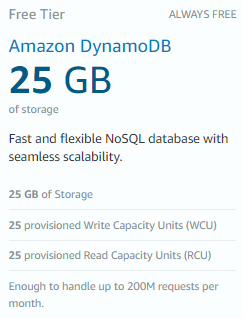 Free Tier ALWAYS FREE
Amazon DynamoDB
25 GB
of storage
Fast and flexible NoSQL database with
seamless scalability.
25 GB of Storage
25 provisioned Write Capacity Units (WCU)
25 provisioned Read Capacity Units (RCU)
Enough to handle up to 200M requests per
month.